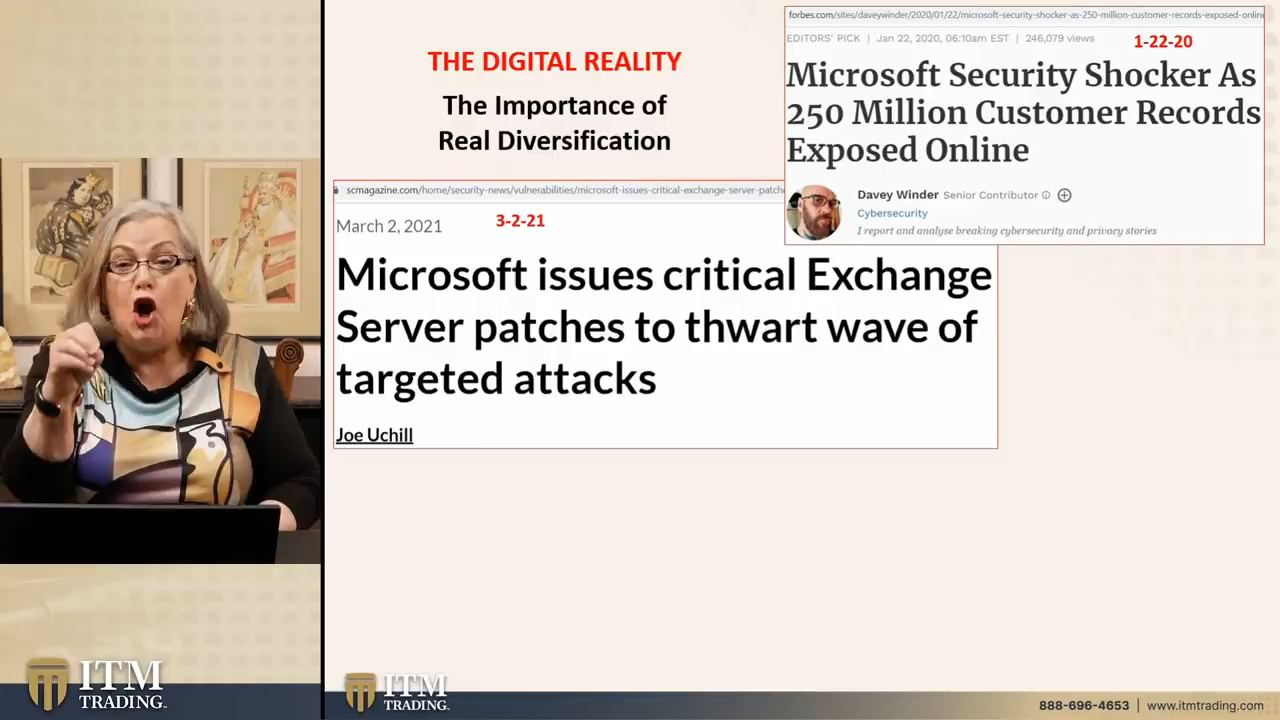 THE DIGITAL REALITY
The Importance of
Real Diversification
forbes.com/sites/daveywinder/2020/01/22/microsoft-security-shocker-as-250-million-customer-records-exposed-online
EDITORS' PICK | Jan 22, 2020, 06:10am EST | 246,079 views
1-22-20
Microsoft Security Shocker As
250 Million Customer Records
Exposed Online
Davey Winder Senior Contributor
Cybersecurity
I report and analyse breaking cybersecurity and privacy stories
scmagazine.com/home/security-news/vulnerabilities/microsoft-issues-critical-exchange-server-patche
March 2, 2021
3-2-21
Microsoft issues critical Exchange
Server patches to thwart wave of
targeted attacks
Joe Uchill
ITM
TRADING
ITM
TRADING
888-696-4653 | www.itmtrading.com